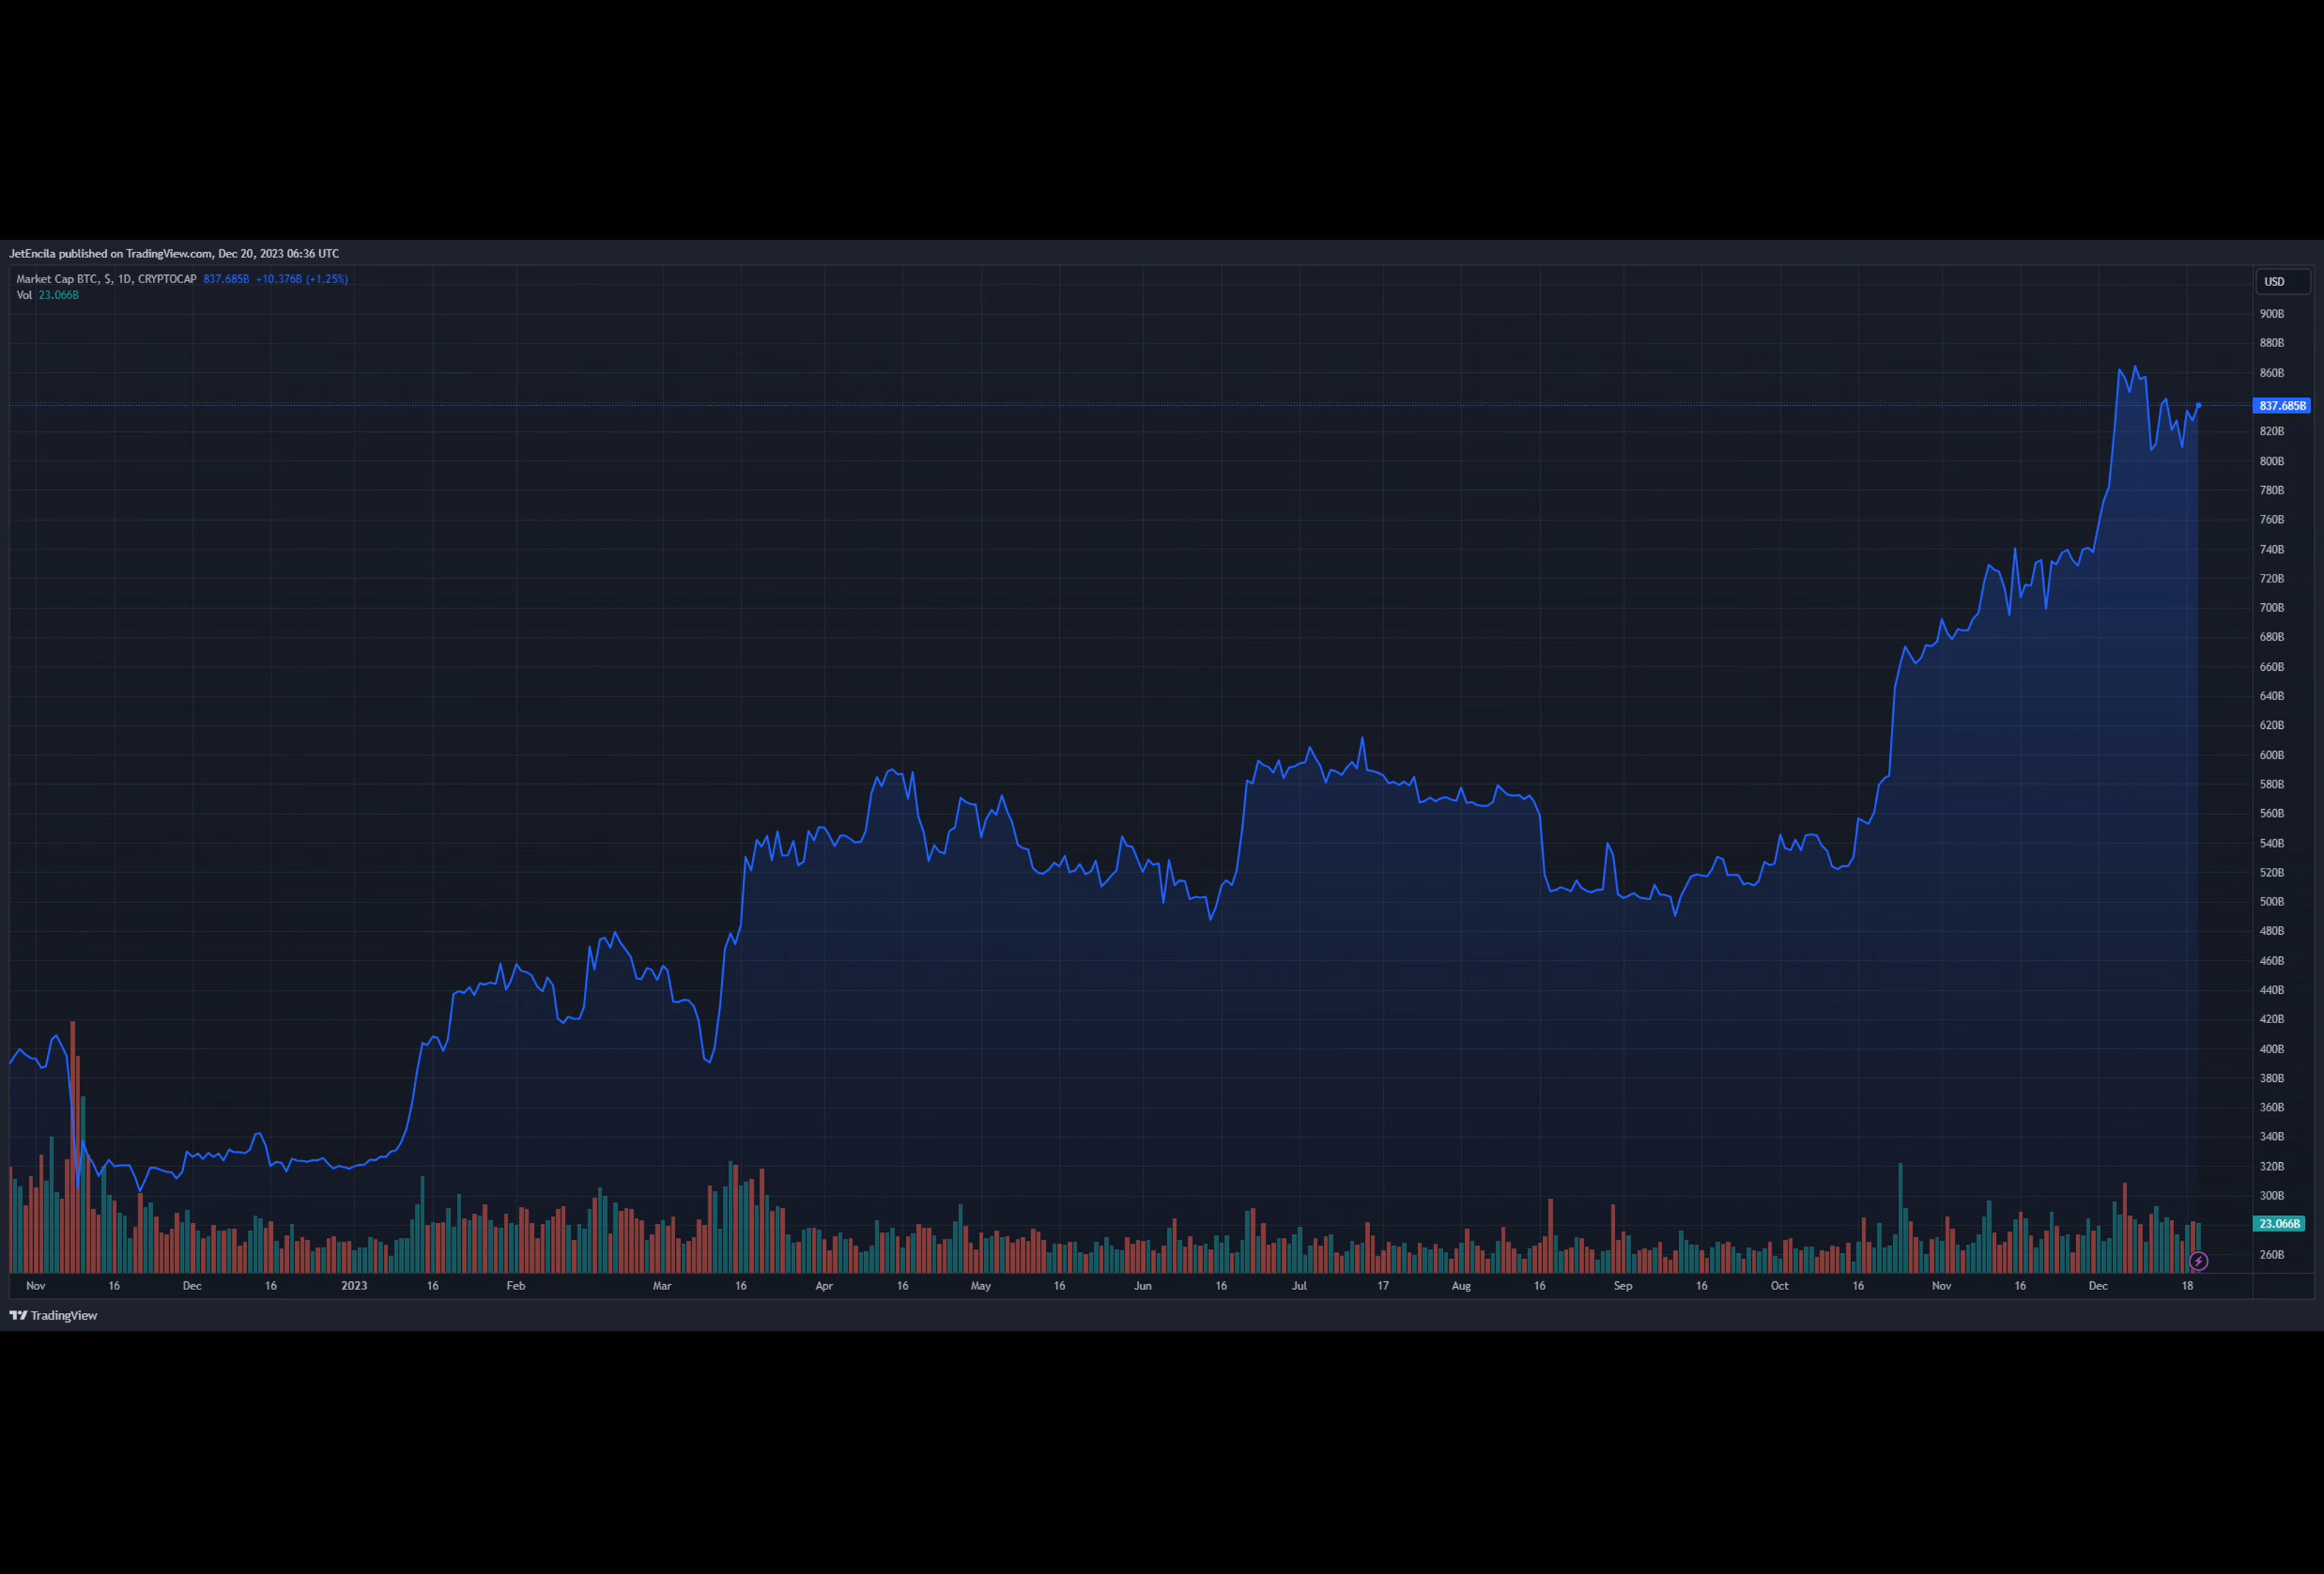 JetEncila published on TradingView.com, Dec 20, 2023 06:36 UTC
Market Cap BTC, $, 1D, CRYPTOCAP 837.685B +10.376B (+1.25%)
Vol 23.066B
USD
900B
880B
860B
837.685B
820B
800B
780B
760B
740B
720B
700B
680B
660B
640B
620B
600B
580B
560B
540B
520B
500B
480B
460B
440B
420B
400B
380B
360B
340B
320B
300B
23.066B
260B
Nov 16 Dec 16 2023 16 Feb Mar 16 Apr 16 May 16 Jun 16 Jul 17 Aug 16 Sep 16 Oct 16 Nov 16 Dec 18
TradingView